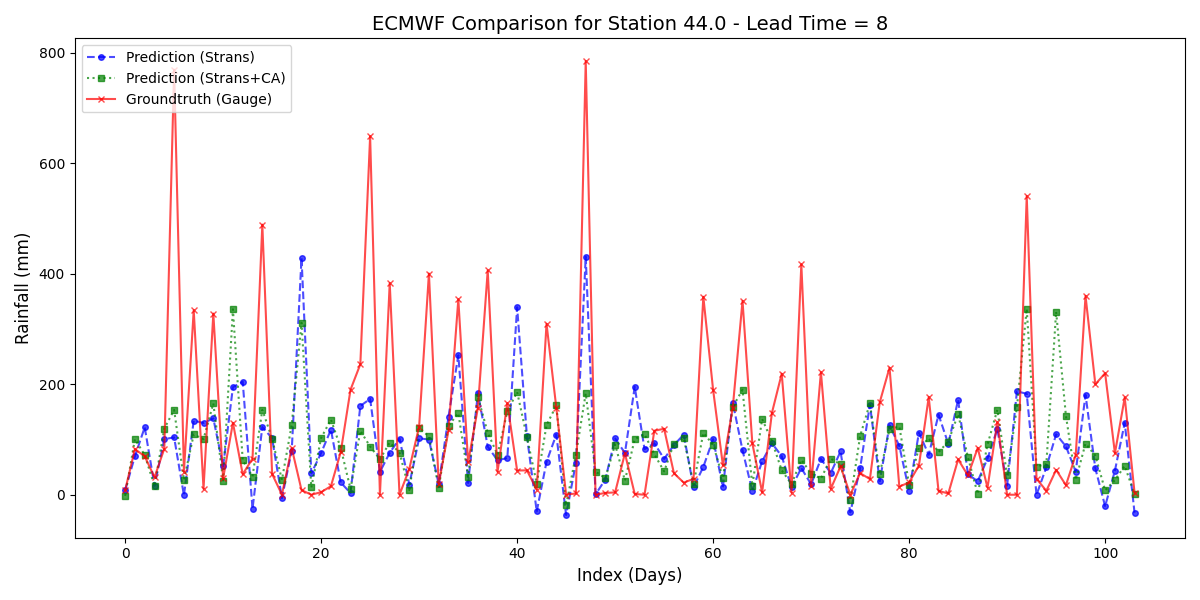 ECMWF Comparison for Station 44.0 - Lead Time = 8
Prediction (Strans)
Prediction (Strans+CA)
Groundtruth (Gauge)
Rainfall (mm)
800
600
400
200
0
0 20 40 60 80 100
Index (Days)